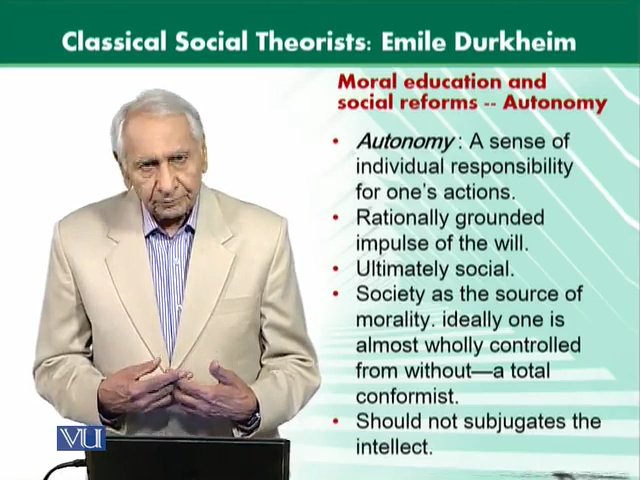 Classical Social Theorists: Emile Durkheim
Moral education and
social reforms -- Autonomy
• Autonomy : A sense of
individual responsibility
for one's actions.
• Rationally grounded
impulse of the will.
• Ultimately social.
• Society as the source of
morality. ideally one is
almost wholly controlled
from without—a total
conformist.
• Should not subjugates the
intellect.
VU